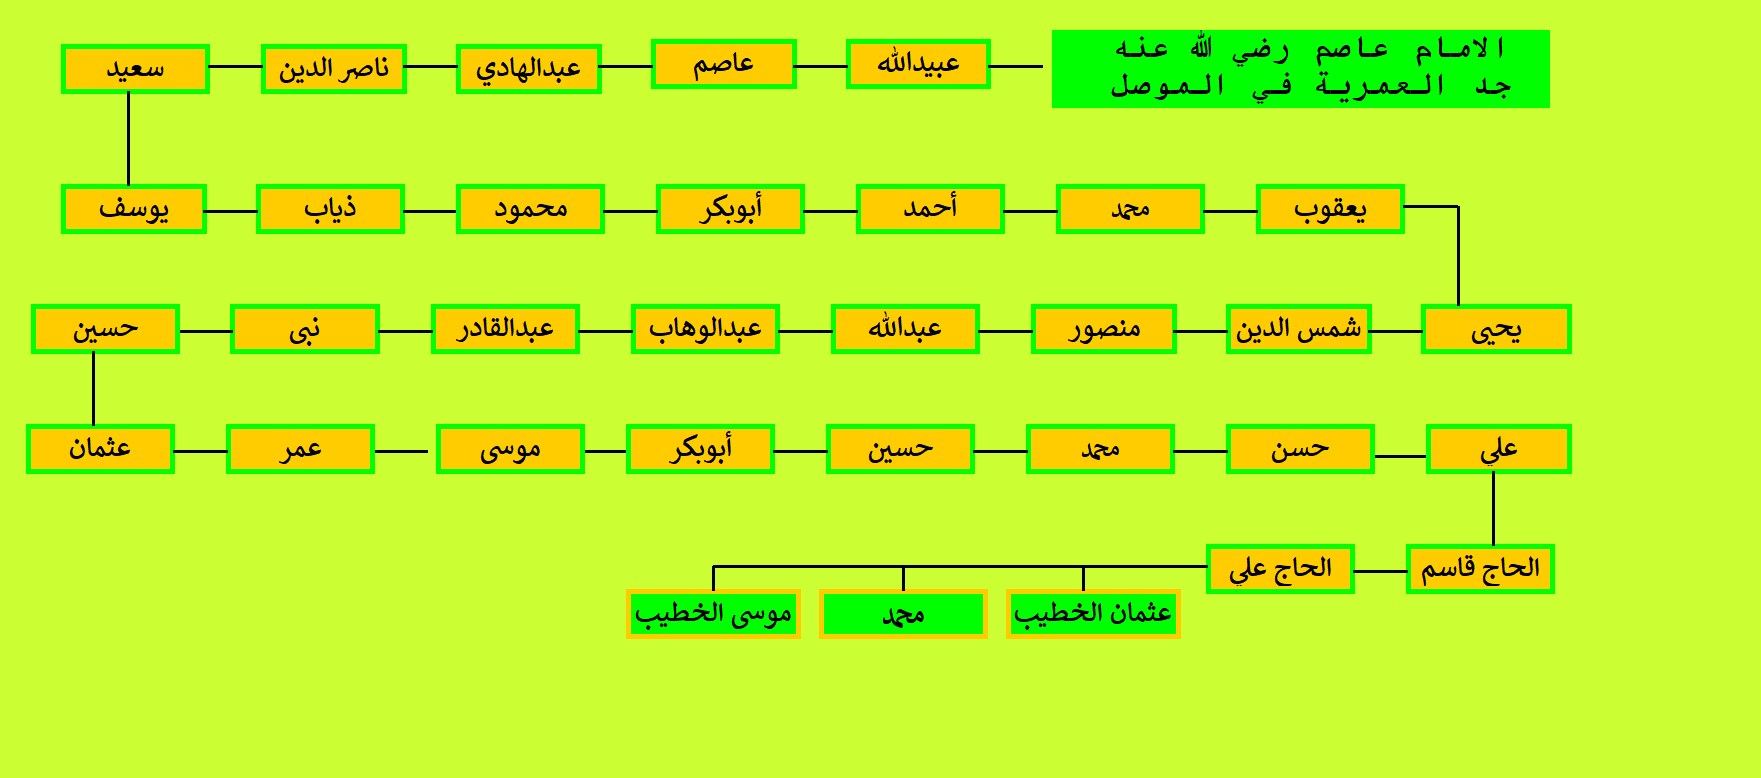 الامام عاصم رضي الله عنه
جد العمرية في الموصل
عبيدالله
عاصم
عبدالهادي
ناصر الدين
سعيد
يوسف
ذياب
محمود
أبوبكر
أحمد
محمد
يعقوب
يحيى
شمس الدين
منصور
عبدالله
عبدالوهاب
عبدالقادر
نبى
حسين
عثمان
عمر
موسى
أبوبكر
حسين
محمد
حسن
علي
الحاج قاسم
الحاج علي
عثمان الخطيب
محمد
موسى الخطيب